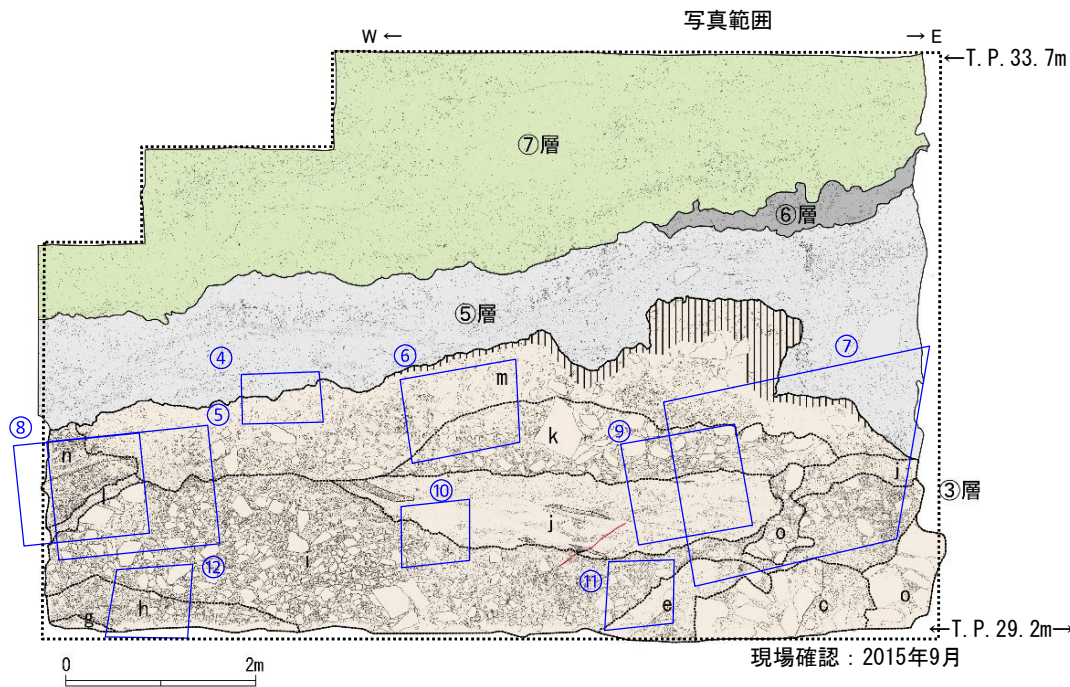 写真範囲
W ←
→ E
←T.P.33.7m
⑦層
⑥層
⑤層
④
⑥
⑦
m
⑤
⑧
k
⑨
n
l
i
③層
⑩
j
o
i
⑫
⑪
h
e
c
o
g
←T.P.29.2m→
現場確認：2015年9月
0
2m